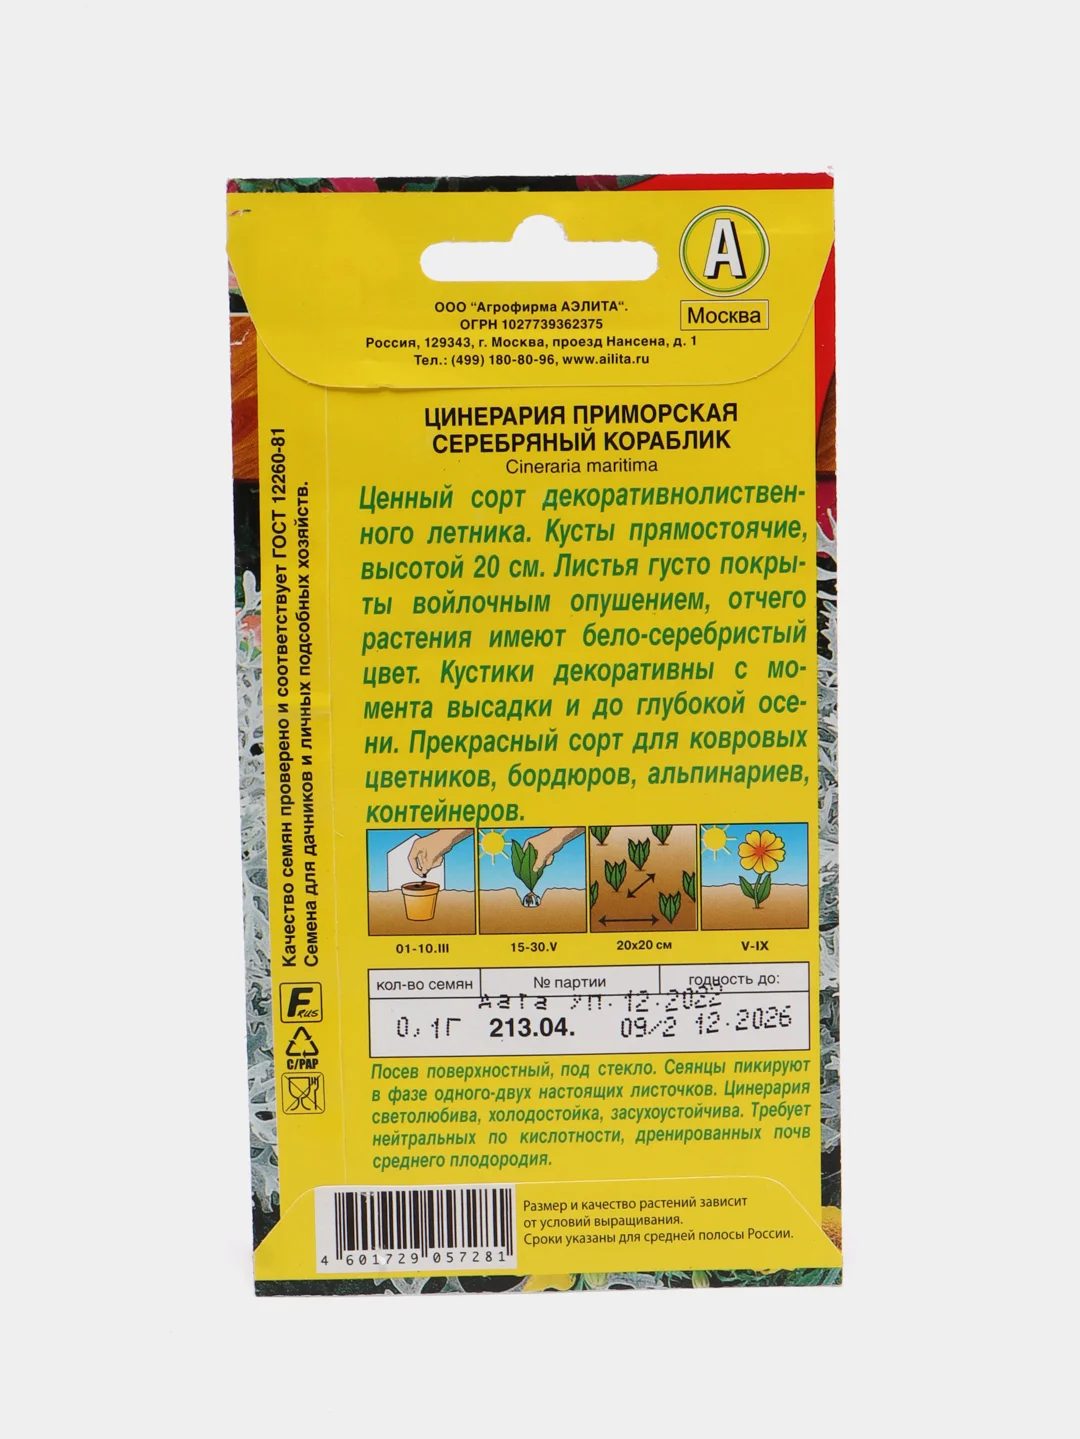 А
Москва
ООО "Агрофирма АЭЛИТА".
ОГРН 1027739362375
Россия, 129343, г. Москва, проезд Нансена, д. 1
Тел.: (499) 180-80-96, www.ailita.ru
ЦИНЕРАРИЯ ПРИМОРСКАЯ
СЕРЕБРЯНЫЙ КОРАБЛИК
Cineraria maritima
Ценный сорт декоративнолиствен-
ного летника. Кусты прямостоячие,
высотой 20 см. Листья густо покры-
ты войлочным опушением, отчего
растения имеют бело-серебристый
цвет. Кустики декоративны с мо-
мента высадки и до глубокой осе-
ни. Прекрасный сорт для ковровых
цветников, бордюров, альпинариев,
контейнеров.
01-10.III
15-30.V
20х20 см
V-IX
кол-во семян
№ партии
годность до:
дата уп. 12.2022
0,1г
213.04.
09/2 12.2026
Посев поверхностный, под стекло. Сеянцы пикируют
в фазе одного-двух настоящих листочков. Цинерария
светолюбива, холодостойка, засухоустойчива. Требует
нейтральных по кислотности, дренированных почв
среднего плодородия.
Качество семян проверено и соответствует ГОСТ 12260-81
Семена для дачников и личных подсобных хозяйств.
F RUS
C/PAP
4 601729 057281
Размер и качество растений зависит
от условий выращивания.
Сроки указаны для средней полосы России.